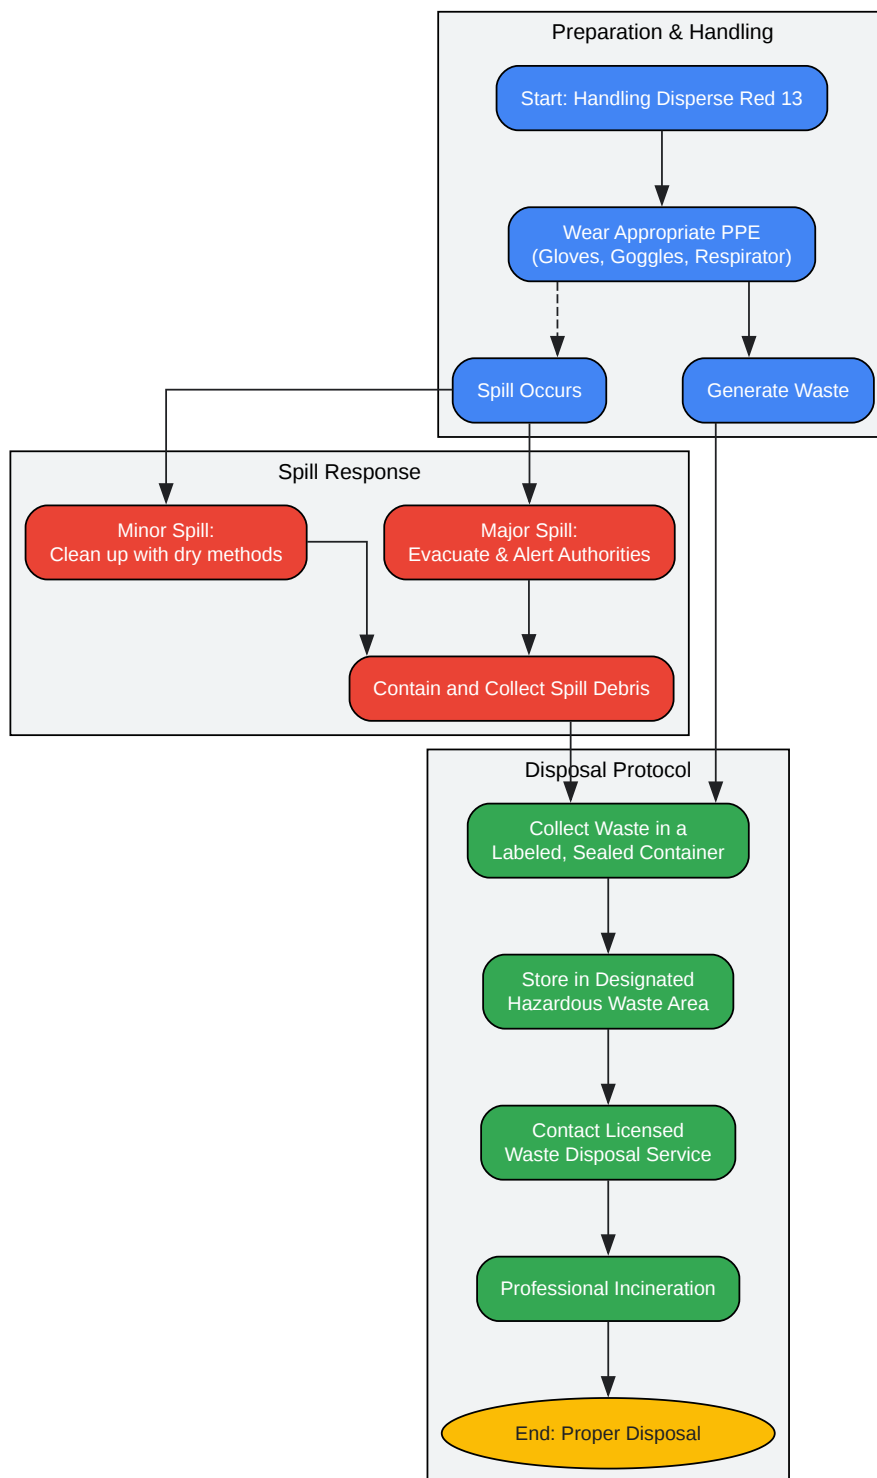 Preparation & Handling
Start: Handling Disperse Red 13
Wear Appropriate PPE
(Gloves, Goggles, Respirator)
Spill Occurs
Generate Waste
Spill Response
Minor Spill:
Clean up with dry methods
Major Spill:
Evacuate & Alert Authorities
Contain and Collect Spill Debris
Disposal Protocol
Collect Waste in a
Labeled, Sealed Container
Store in Designated
Hazardous Waste Area
Contact Licensed
Waste Disposal Service
Professional Incineration
End: Proper Disposal